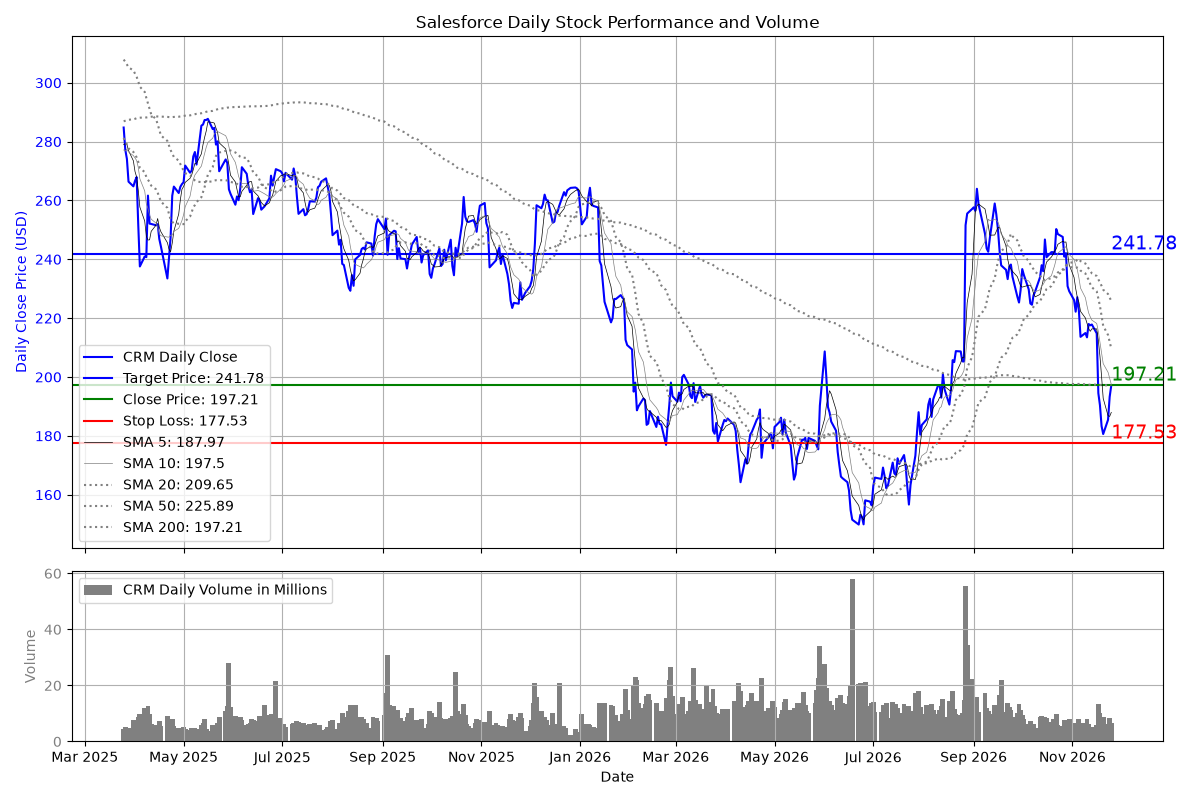 Salesforce Daily Stock Performance and Volume
300
280
260
240
220
200
180
160
Daily Close Price (USD)
241.78
197.21
177.53
CRM Daily Close
Target Price: 241.78
Close Price: 197.21
Stop Loss: 177.53
SMA 5: 187.97
SMA 10: 197.5
SMA 20: 209.65
SMA 50: 225.89
SMA 200: 197.21
60
40
20
0
Volume
CRM Daily Volume in Millions
Mar 2025 May 2025 Jul 2025 Sep 2025 Nov 2025 Jan 2026 Mar 2026 May 2026 Jul 2026 Sep 2026 Nov 2026
Date